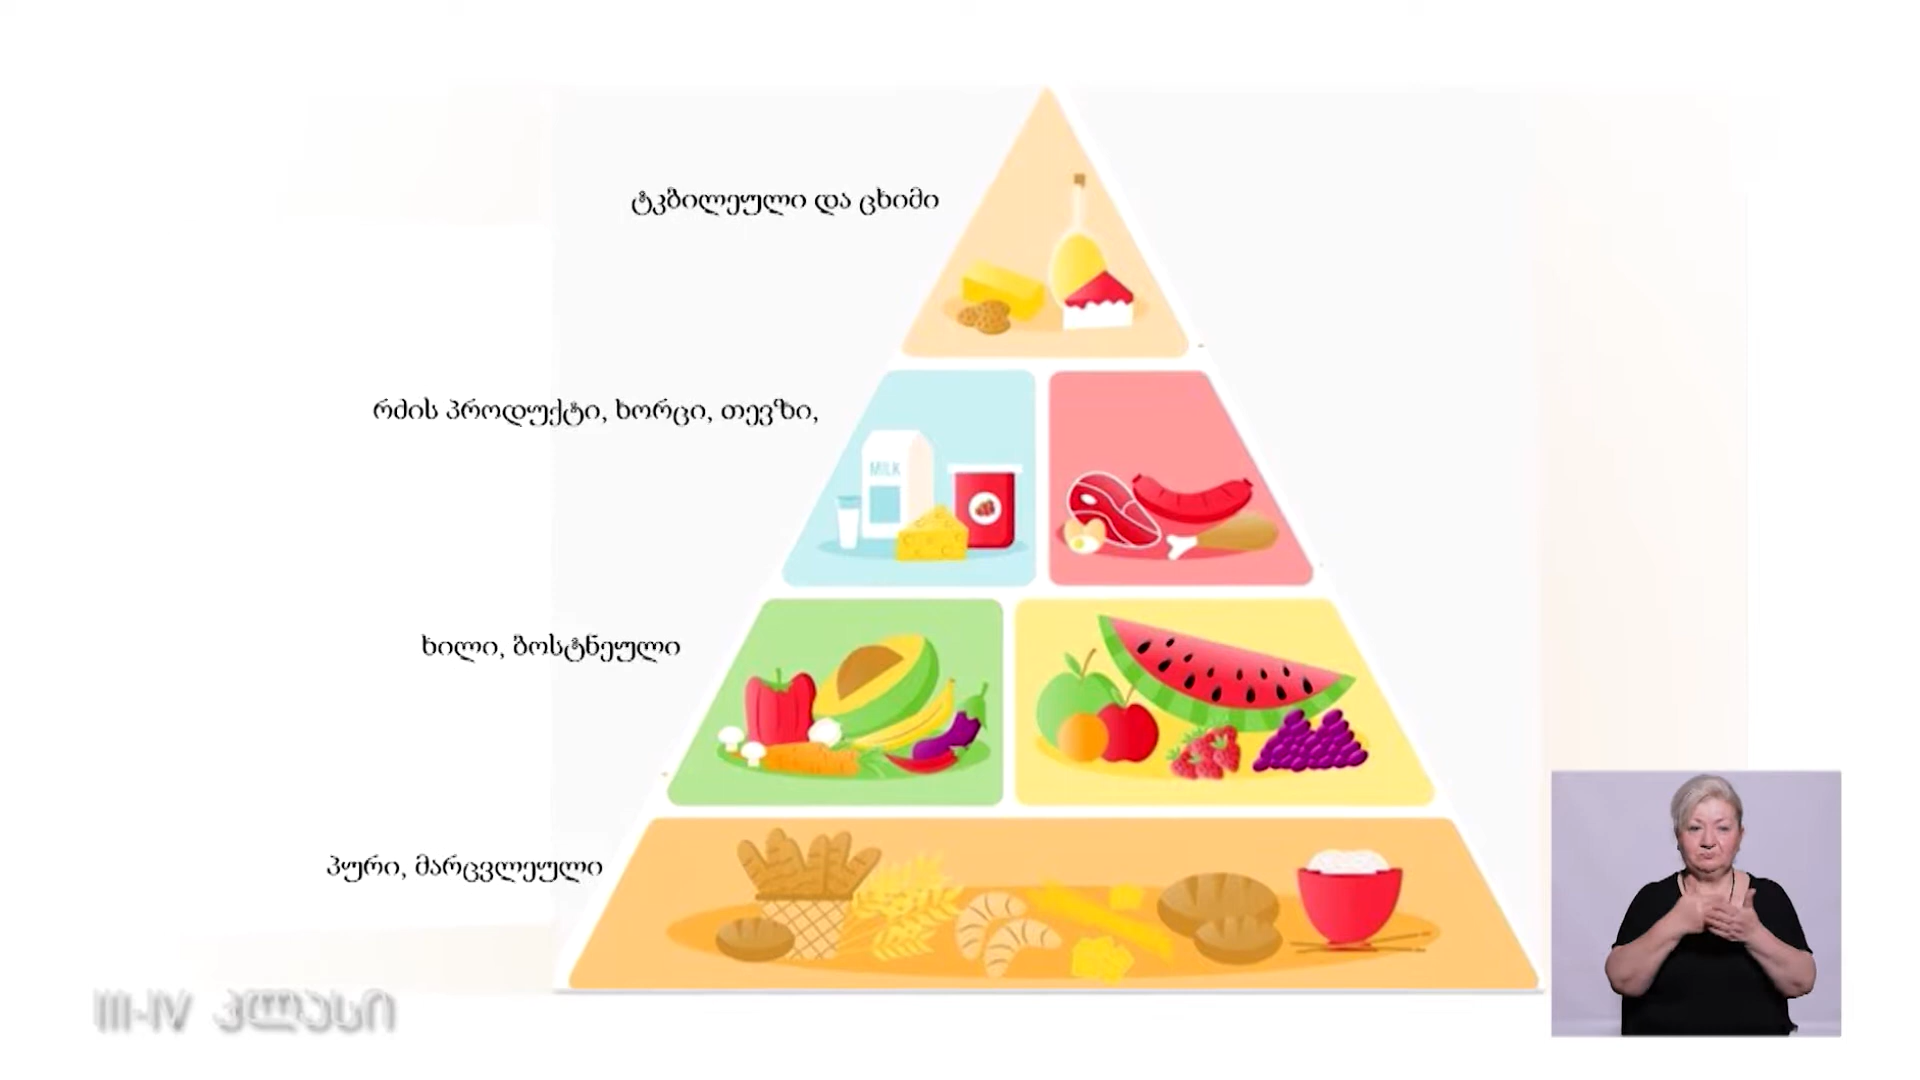 ტკბილეული და ცხიმი
რძის პროდუქტი, ხორცი, თევზი,
MILK
ხილი, ბოსტნეული
პური, მარცვლეული
III-IV კლასი